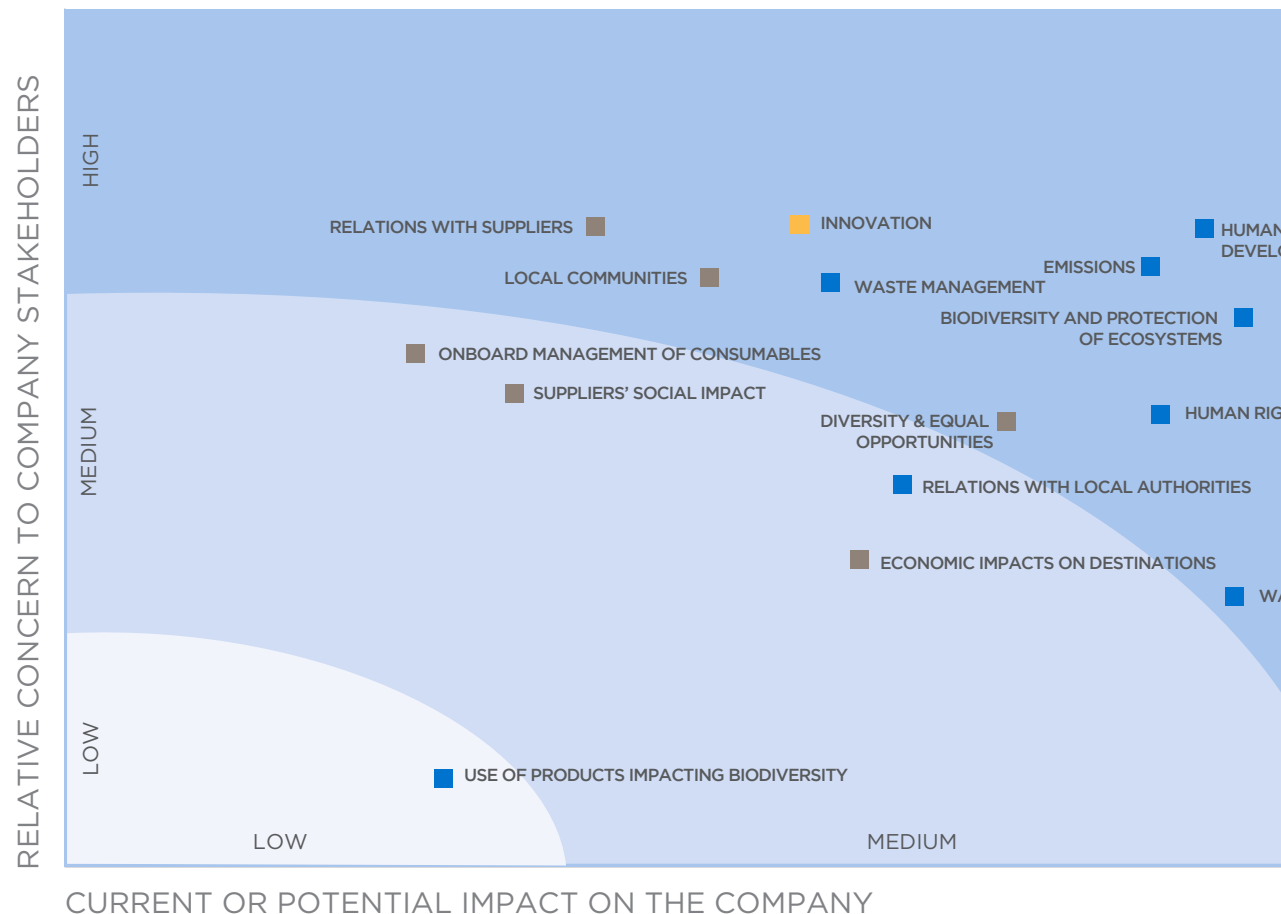 RELATIVE CONCERN TO COMPANY STAKEHOLDERS
HIGH
MEDIUM
LOW
RELATIONS WITH SUPPLIERS
INNOVATION
HUMAN
LOCAL COMMUNITIES
WASTE MANAGEMENT
EMISSIONS
BIODIVERSITY AND PROTECTION
OF ECOSYSTEMS
ONBOARD MANAGEMENT OF CONSUMABLES
SUPPLIERS’ SOCIAL IMPACT
DIVERSITY & EQUAL
OPPORTUNITIES
HUMAN
RELATIONS WITH LOCAL AUTHORITIES
ECONOMIC IMPACTS ON DESTINATIONS
USE OF PRODUCTS IMPACTING BIODIVERSITY
LOW
MEDIUM
CURRENT OR POTENTIAL IMPACT ON THE COMPANY